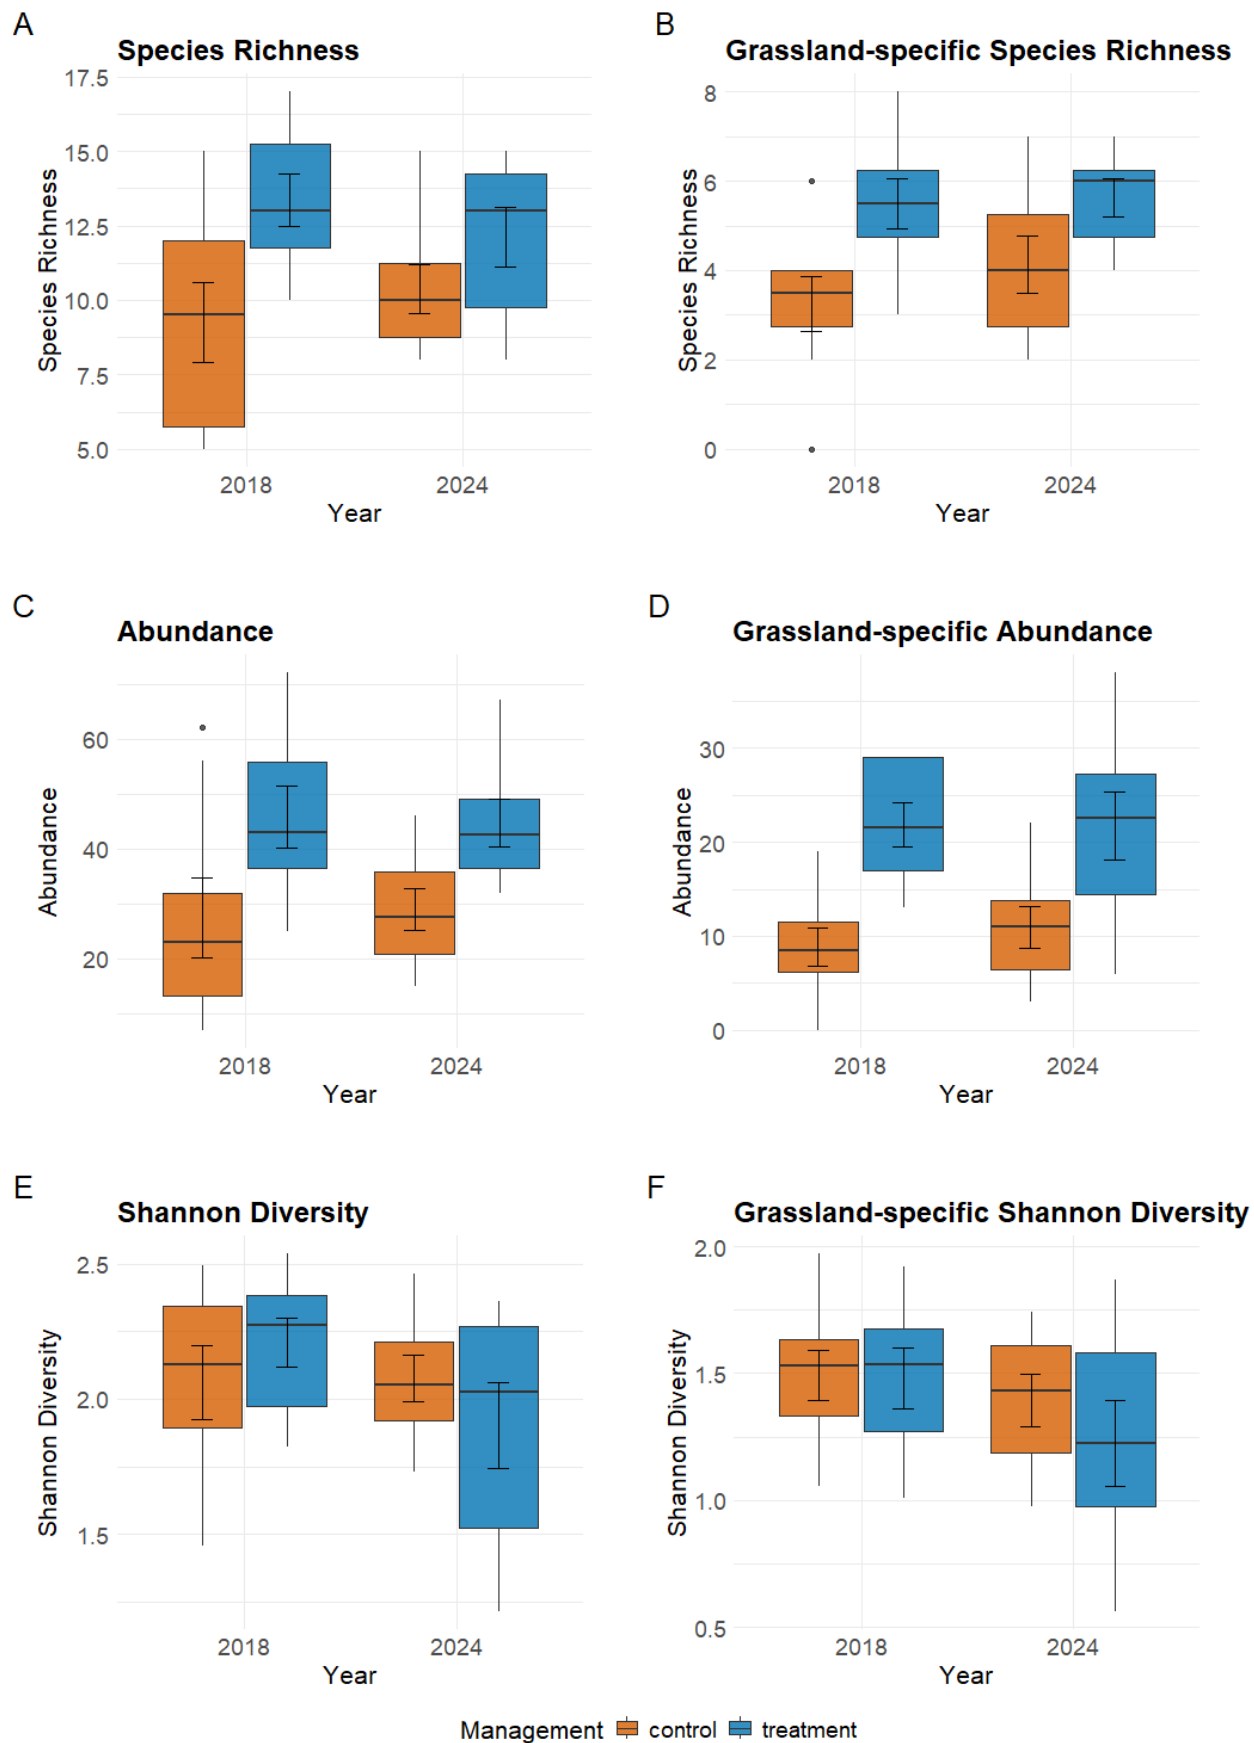 A
Species Richness
Species Richness
17.5
15.0
12.5
10.0
7.5
5.0
2018
2024
Year
B
Grassland-specific Species Richness
Species Richness
8
6
4
2
0
2018
2024
Year
C
Abundance
Abundance
60
40
20
2018
2024
Year
D
Grassland-specific Abundance
Abundance
30
20
10
0
2018
2024
Year
E
Shannon Diversity
Shannon Diversity
2.5
2.0
1.5
2018
2024
Year
F
Grassland-specific Shannon Diversity
Shannon Diversity
2.0
1.5
1.0
0.5
2018
2024
Year
Management control treatment